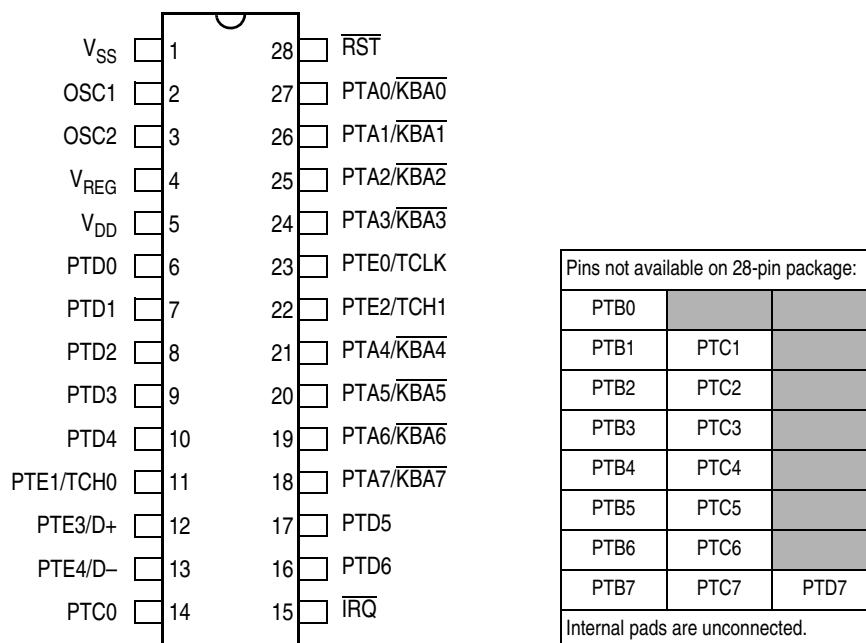 VSS 1 28 RST
OSC1 2 27 PTA0/KBA0
OSC2 3 26 PTA1/KBA1
VREG 4 25 PTA2/KBA2
VDD 5 24 PTA3/KBA3
PTD0 6 23 PTE0/TCLK
PTD1 7 22 PTE2/TCH1
PTD2 8 21 PTA4/KBA4
PTD3 9 20 PTA5/KBA5
PTD4 10 19 PTA6/KBA6
PTE1/TCH0 11 18 PTA7/KBA7
PTE3/D+ 12 17 PTD5
PTE4/D– 13 16 PTD6
PTC0 14 15 IRQ
Pins not available on 28-pin package:
PTB0
PTB1 PTC1
PTB2 PTC2
PTB3 PTC3
PTB4 PTC4
PTB5 PTC5
PTB6 PTC6
PTB7 PTC7 PTD7
Internal pads are unconnected.